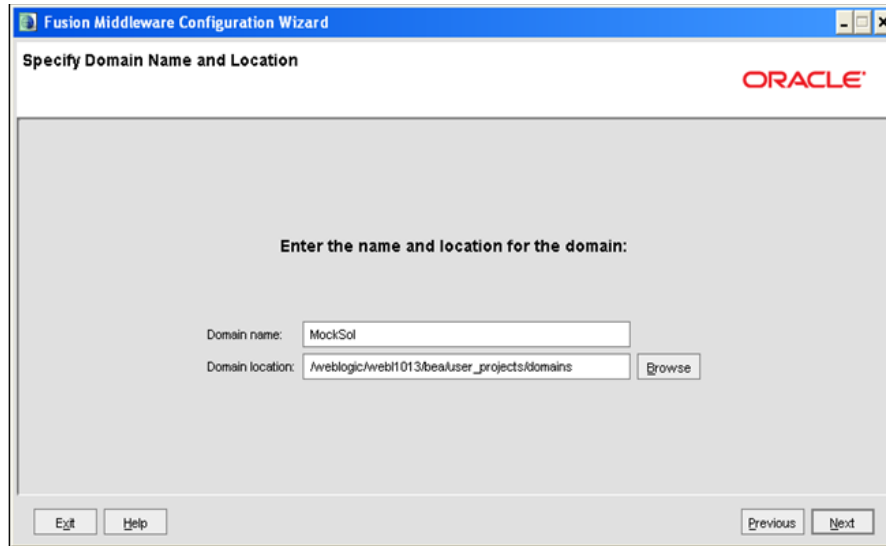 Fusion Middleware Configuration Wizard
Specify Domain Name and Location
ORACLE
Enter the name and location for the domain:
Domain name: MockSol
Domain location: /weblogic/webl1013/bea/user_projects/domains Browse
Exit Help Previous Next